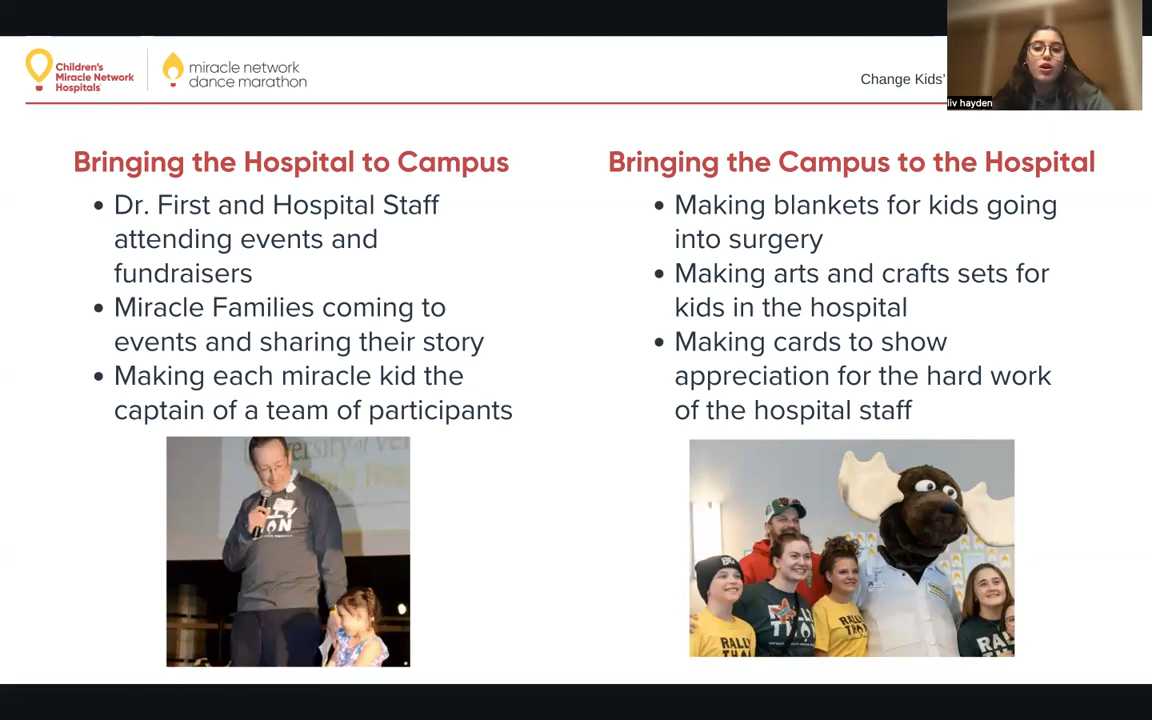 Children's
Miracle Network
Hospitals
miracle network
dance marathon
Change Kids'
liv hayden
Bringing the Hospital to Campus
Dr. First and Hospital Staff
attending events and
fundraisers
Miracle Families coming to
events and sharing their story
Making each miracle kid the
captain of a team of participants
Bringing the Campus to the Hospital
Making blankets for kids going
into surgery
Making arts and crafts sets for
kids in the hospital
Making cards to show
appreciation for the hard work
of the hospital staff
RALLY
THON
RALLY